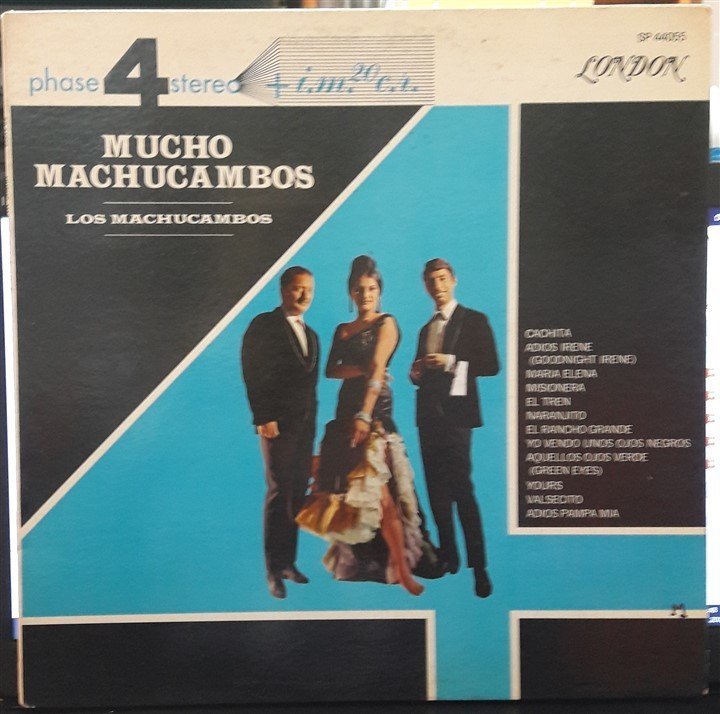 SP 44055
phase 4 stereo + i.m.20 c.r.
LONDON
MUCHO
MACHUCAMBOS
LOS MACHUCAMBOS
CACHITA
ADIOS IRENE
(GOODNIGHT IRENE)
MARIA ELENA
MISIONERA
EL TREN
NARANJITO
EL RANCHO GRANDE
YO VENDO UNOS OJOS NEGROS
AQUELLOS OJOS VERDE
(GREEN EYES)
YOURS
VALSECITO
ADIOS PAMPA MIA
M